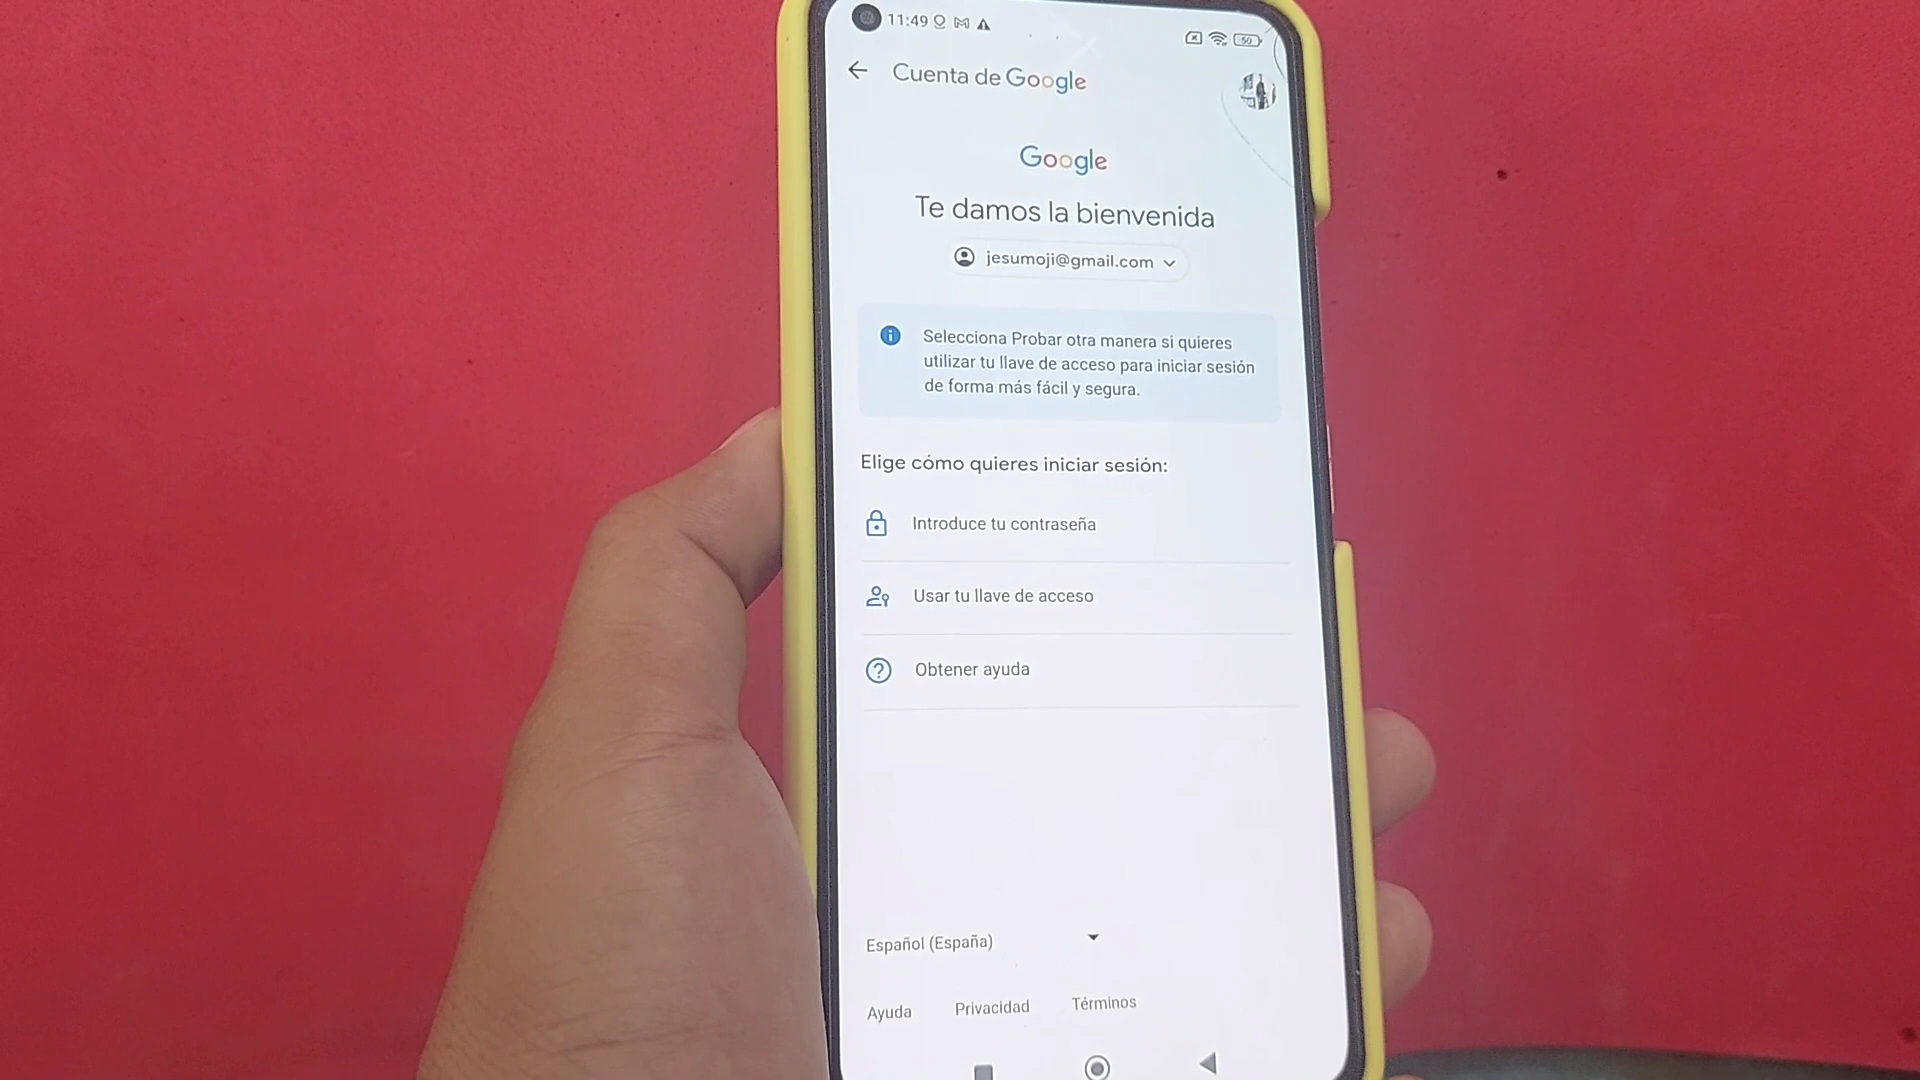 11:49
50
Cuenta de Google
Google
Te damos la bienvenida
jesumoji@gmail.com
Selecciona Probar otra manera si quieres
utilizar tu llave de acceso para iniciar sesión
de forma más fácil y segura.
Elige cómo quieres iniciar sesión:
Introduce tu contraseña
Usar tu llave de acceso
Obtener ayuda
Español (España)
Ayuda Privacidad Términos